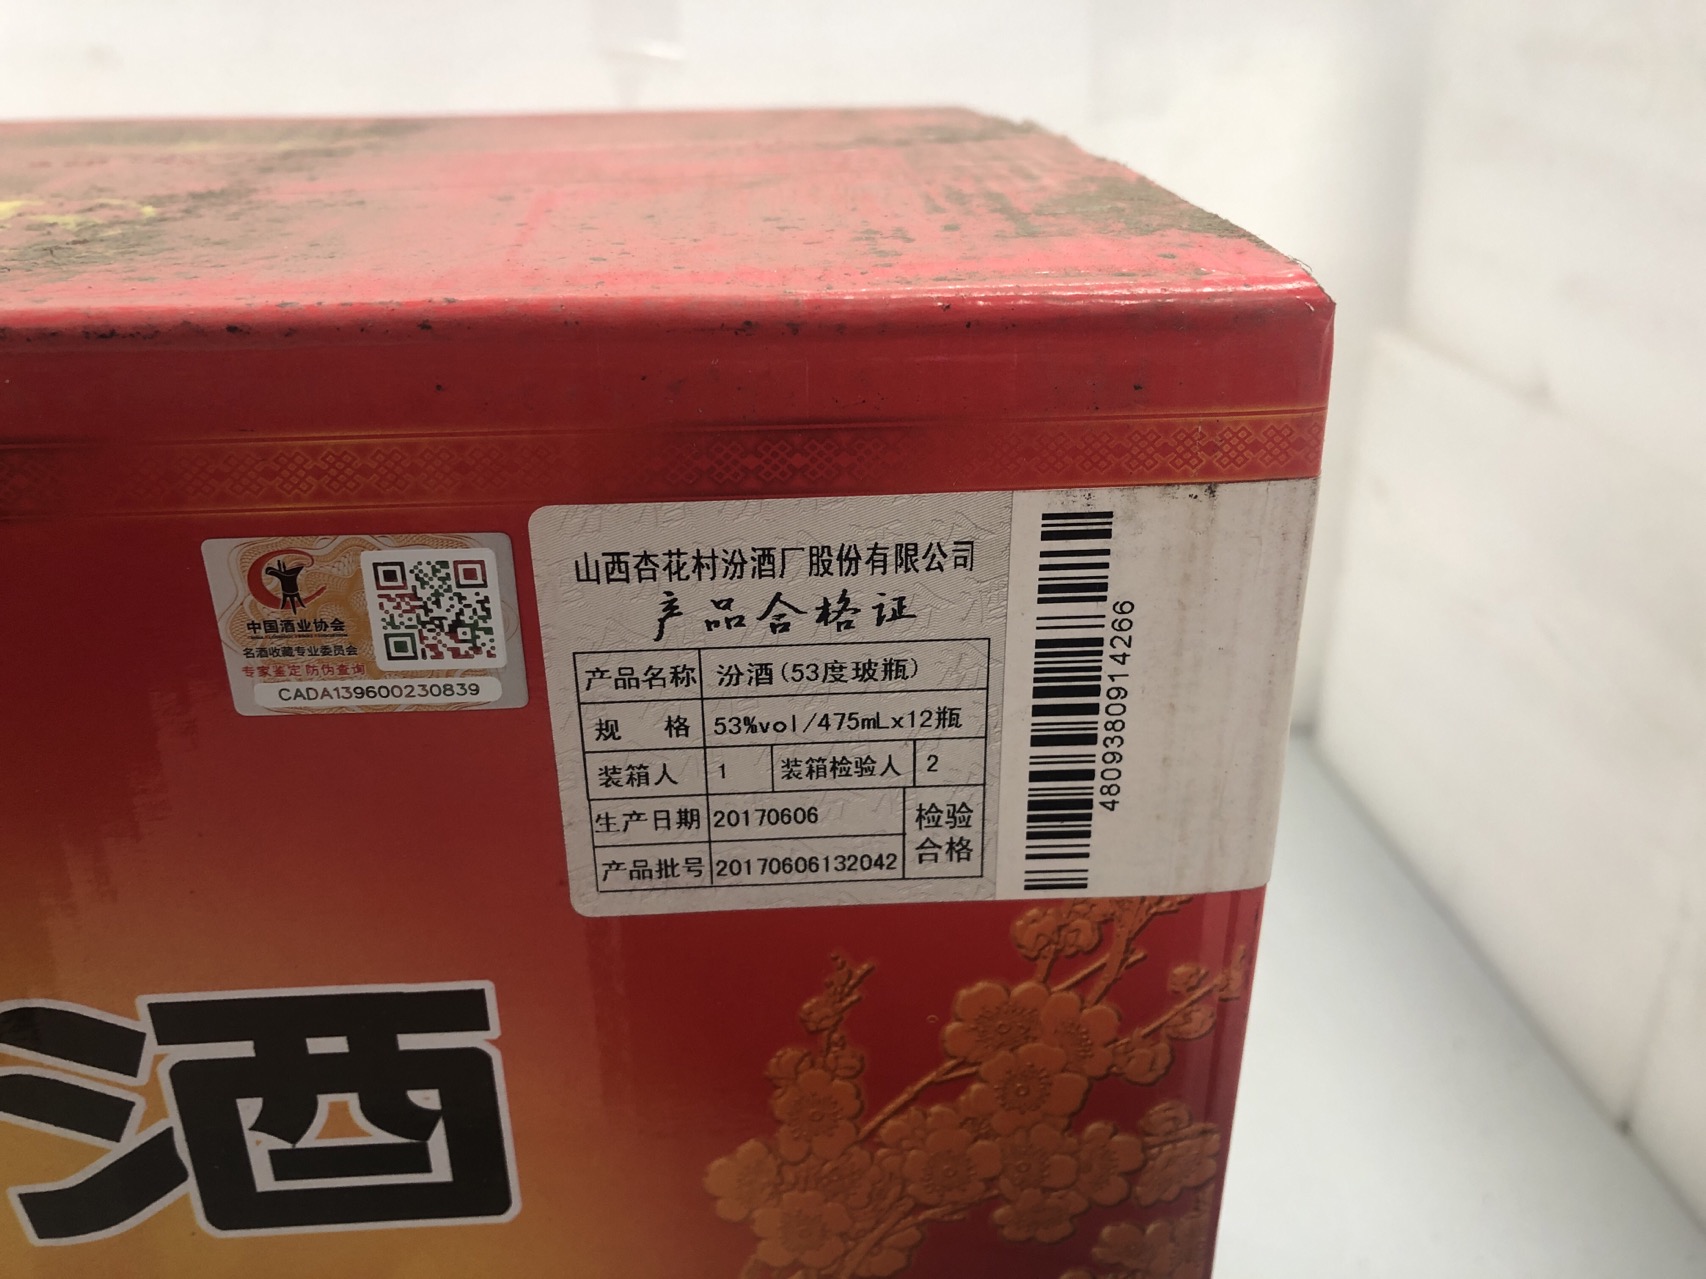 山西杏花村汾酒厂股份有限公司
产品合格证
产品名称 汾酒(53度玻瓶)
规 格 53%vol/475mLx12瓶
装箱人 1 装箱检验人 2
生产日期 20170606 检验
产品批号 20170606132042 合格
4809380914266
中国酒业协会
名酒收藏专业委员会
专家鉴定 防伪查询
CADA139600230839
酒